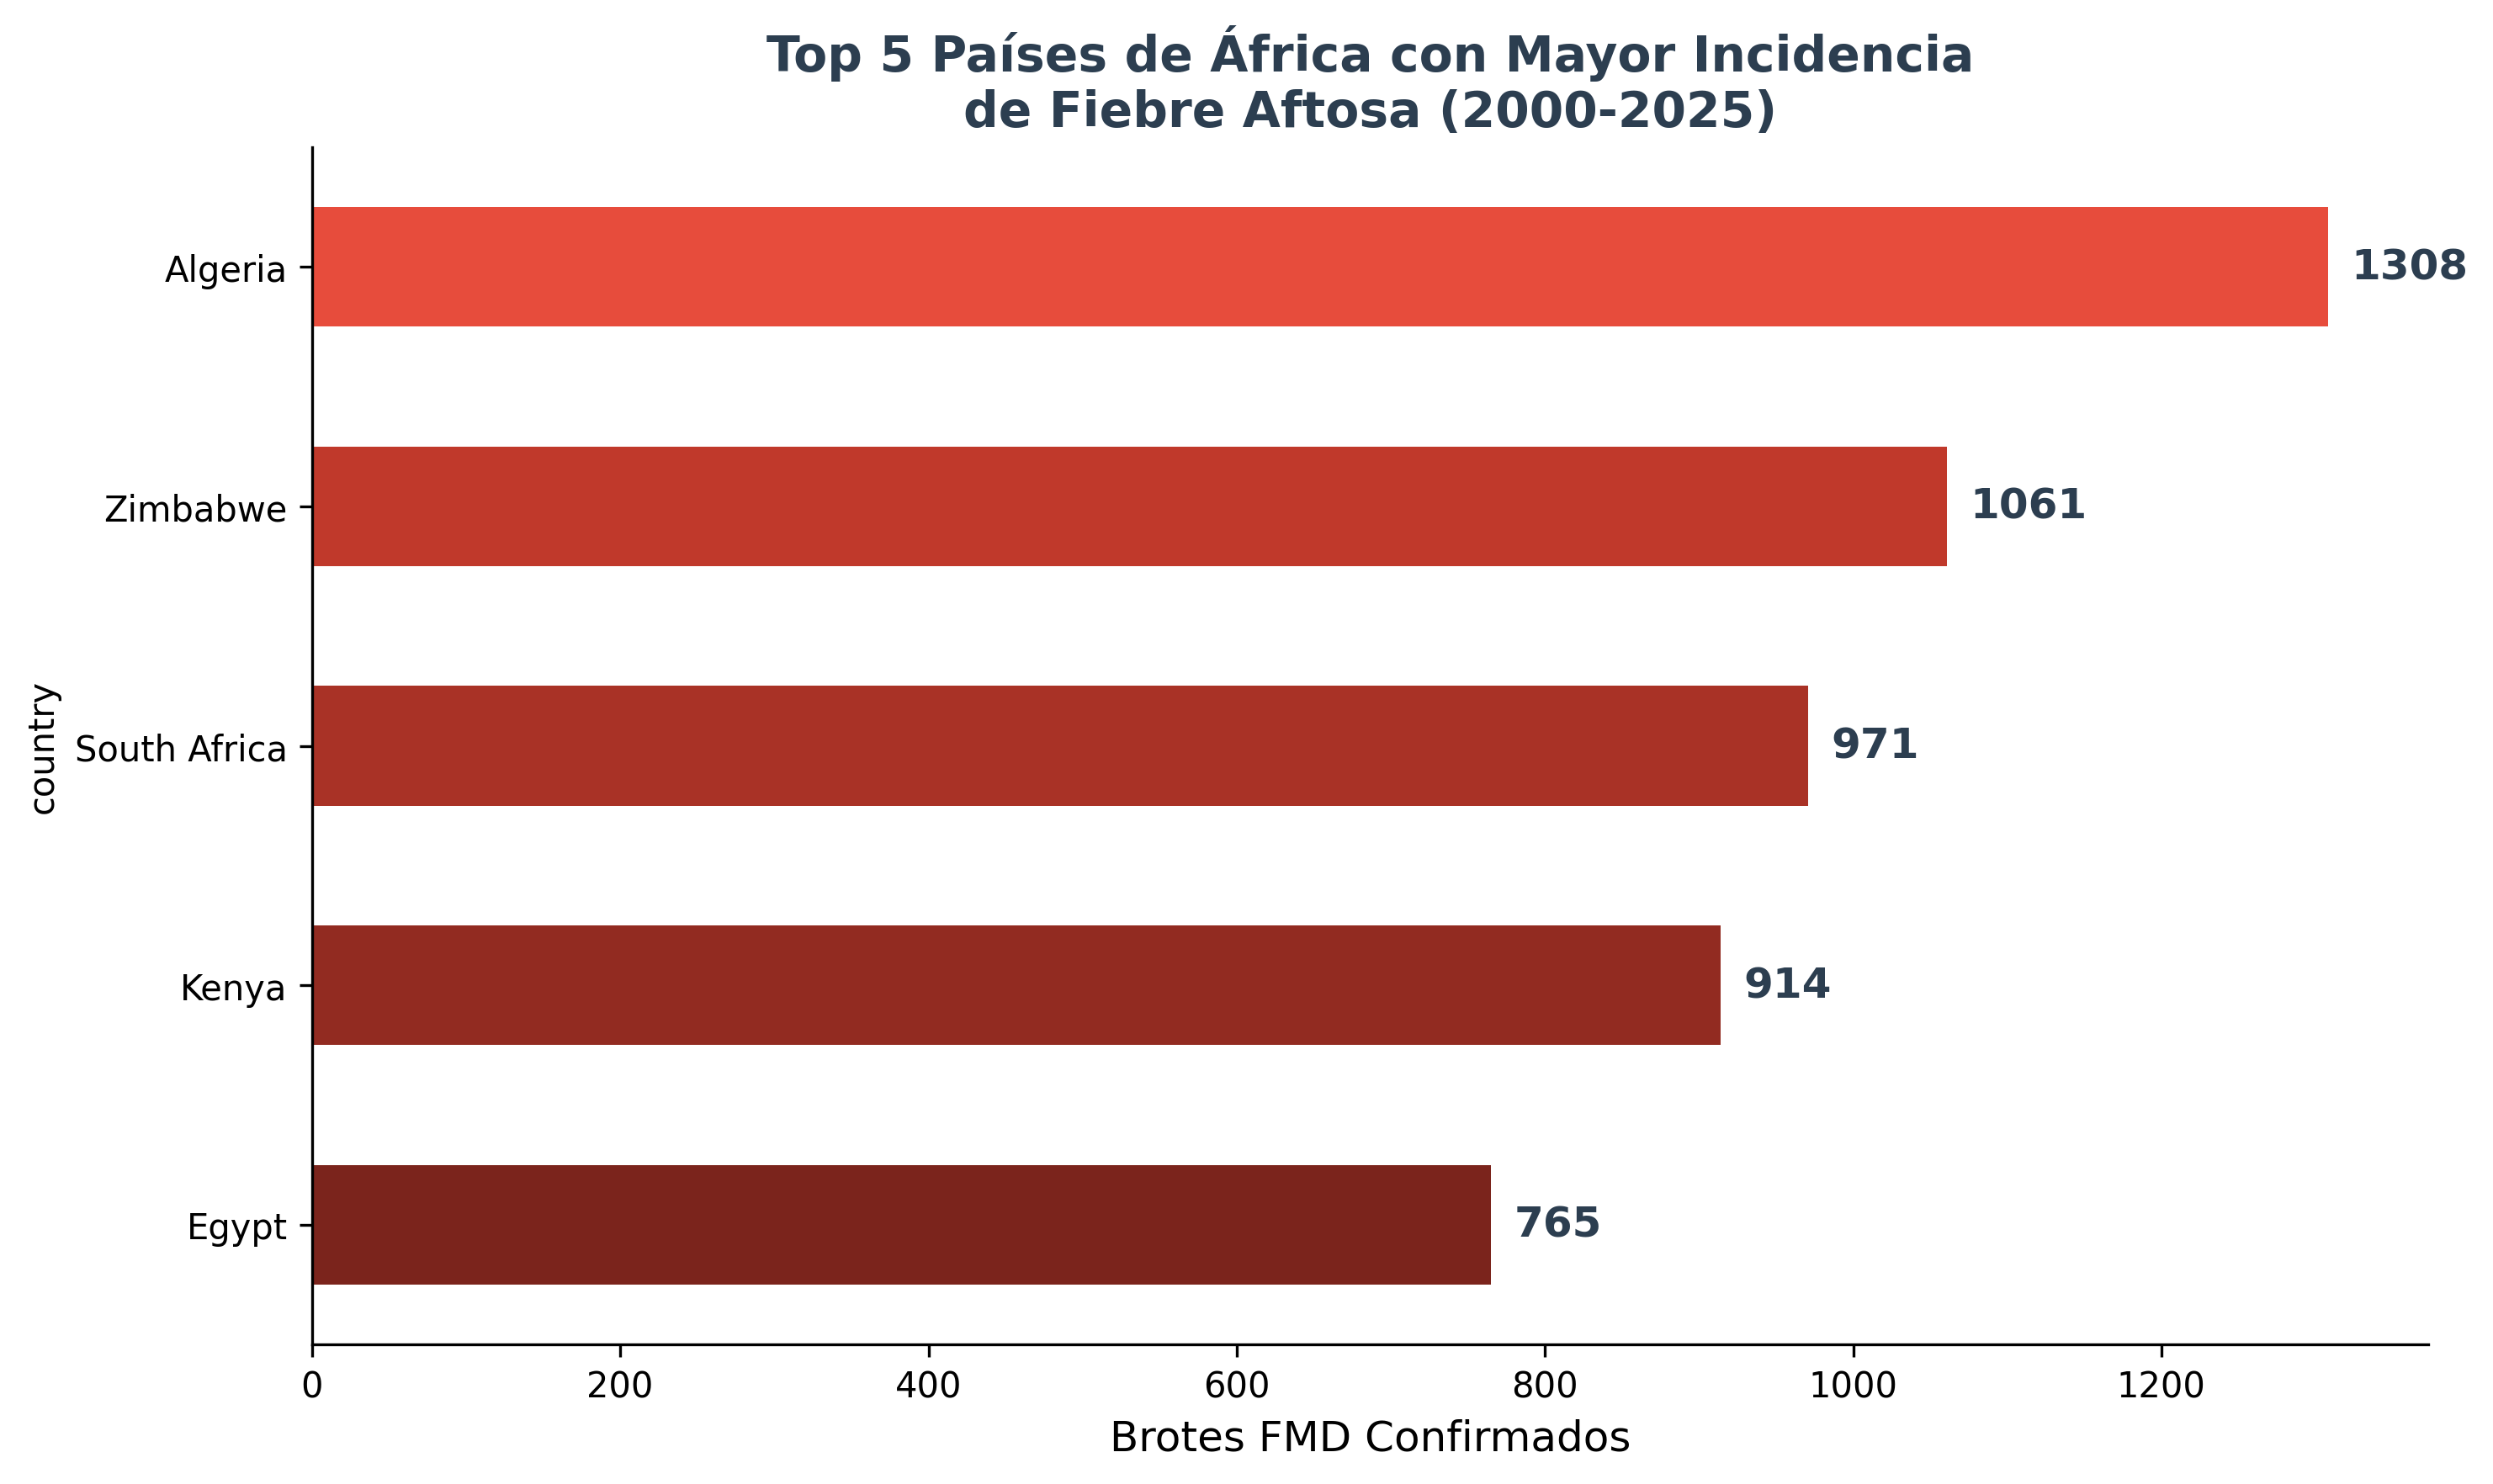 Top 5 Países de África con Mayor Incidencia
de Fiebre Aftosa (2000-2025)
Algeria
1308
Zimbabwe
1061
South Africa
971
Kenya
914
Egypt
765
country
0 200 400 600 800 1000 1200
Brotes FMD Confirmados